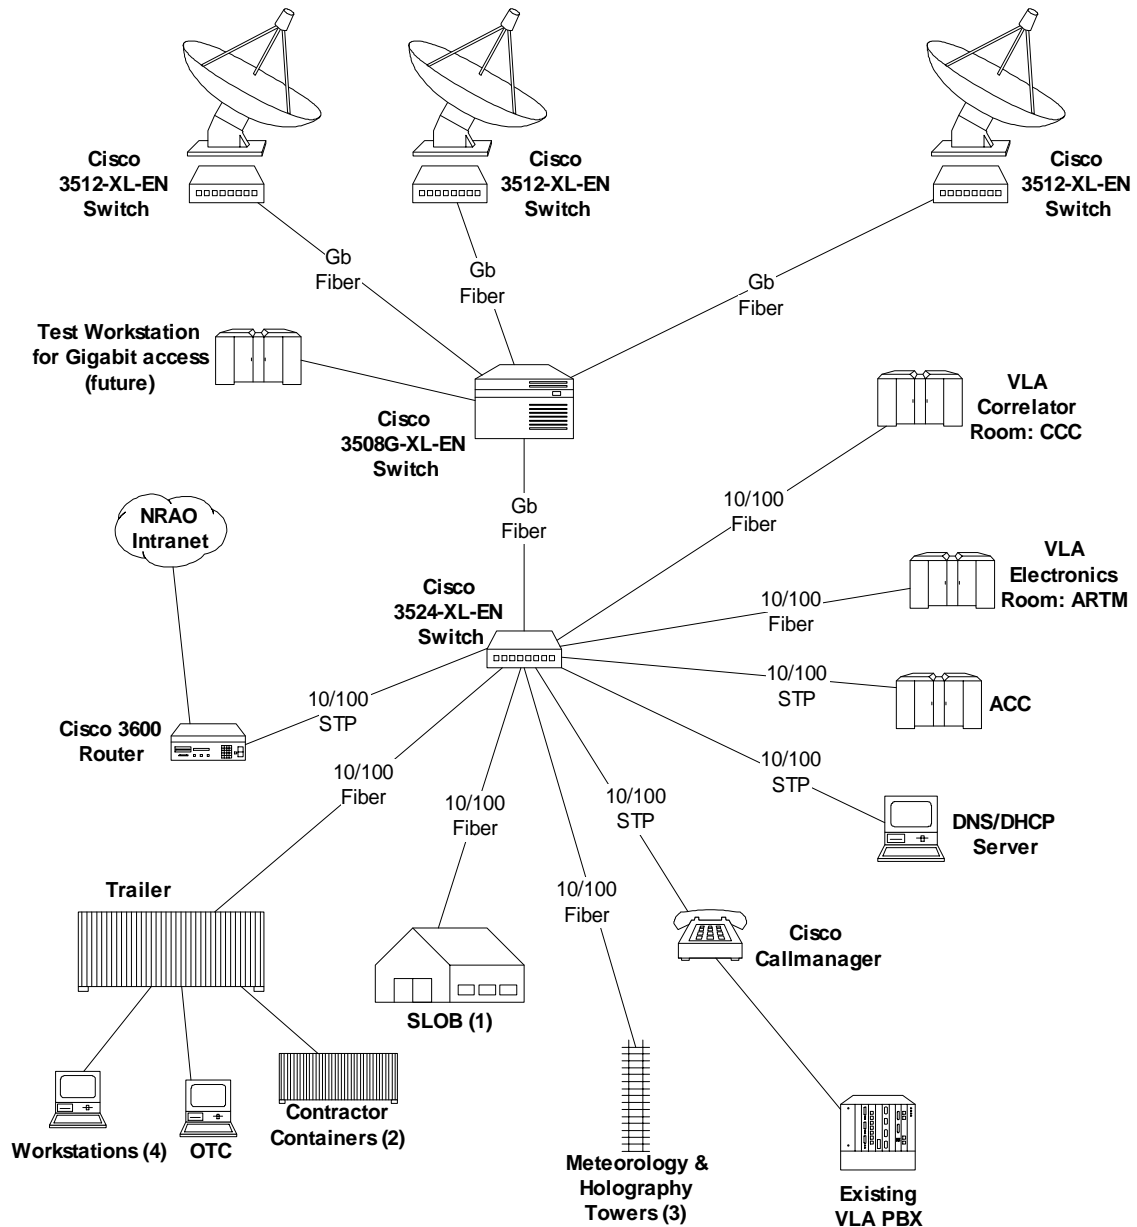 Cisco
3512-XL-EN
Switch
Cisco
3512-XL-EN
Switch
Cisco
3512-XL-EN
Switch
Gb
Fiber
Gb
Fiber
Gb
Fiber
Test Workstation
for Gigabit access
(future)
Cisco
3508G-XL-EN
Switch
VLA
Correlator
Room: CCC
Gb
Fiber
10/100
Fiber
NRAO
Intranet
VLA
Electronics
Room: ARTM
Cisco
3524-XL-EN
Switch
10/100
Fiber
10/100
STP
ACC
10/100
STP
Cisco 3600
Router
10/100
Fiber
10/100
Fiber
10/100
STP
10/100
STP
DNS/DHCP
Server
10/100
Fiber
Trailer
Cisco
Callmanager
SLOB (1)
Workstations (4)
OTC
Contractor
Containers (2)
Meteorology &
Holography
Towers (3)
Existing
VLA PBX